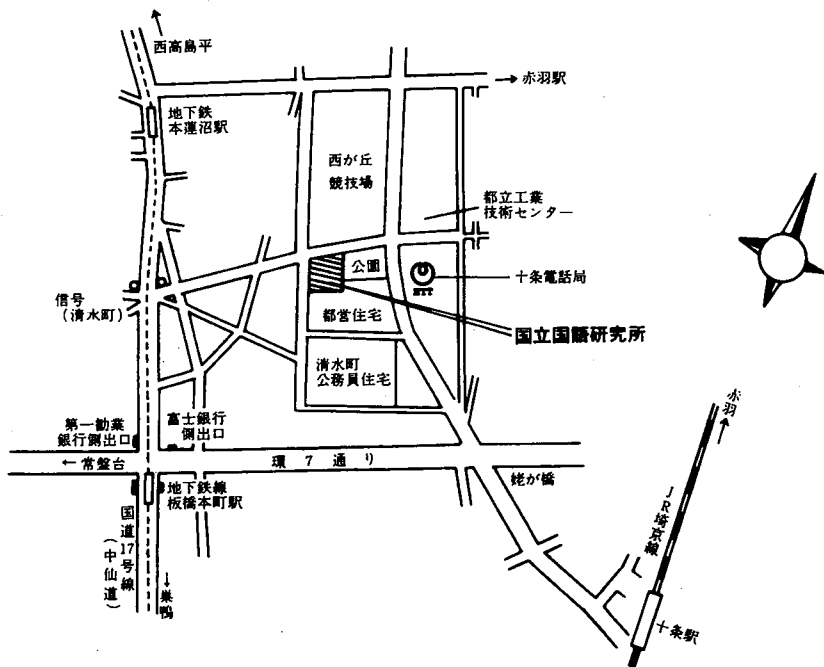 西高島平
→赤羽駅
地下鉄
本蓮沼駅
西が丘
競技場
都立工業
技術センター
公園
十条電話局
NTT
信号
(清水町)
都営住宅
国立国語研究所
清水町
公務員住宅
第一勧業
銀行側出口
富士銀行
側出口
←常盤台
環7通り
地下鉄線
板橋本町駅
姥が橋
国道17号線
(中仙道)
→巣鴨
JR埼京線
赤羽
十条駅